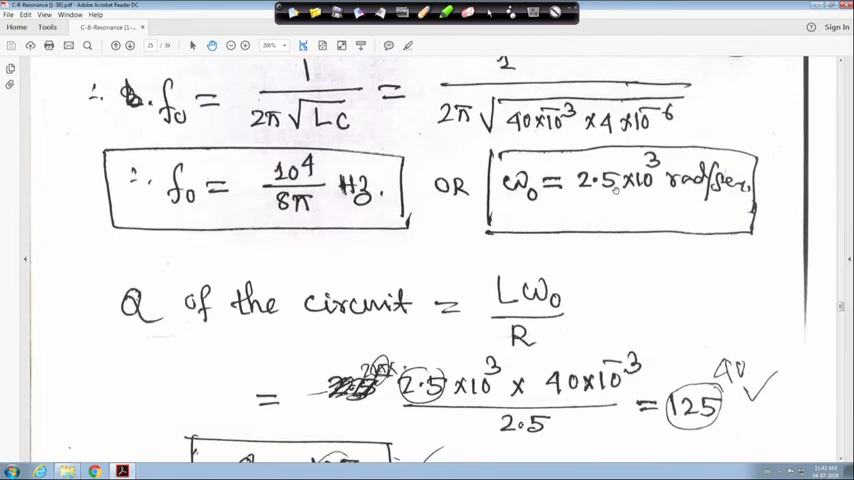 C-8-Resonance [1-39].pdf - Adobe Acrobat Reader DC
File Edit View Window Help
Home Tools C-8-Resonance [1-... × Sign In
25 / 39 200%
∴ f₀ = 1 / 2π√LC = 1 / 2π√40×10⁻³ × 4×10⁻⁶
∴ f₀ = 10⁴ / 8π Hz. OR ω₀ = 2.5×10³ rad/sec.
Q of the circuit = Lω₀ / R
= 2.5 ×10³ × 40×10⁻³ / 2.5 = 125 40 ✓
11:43 AM